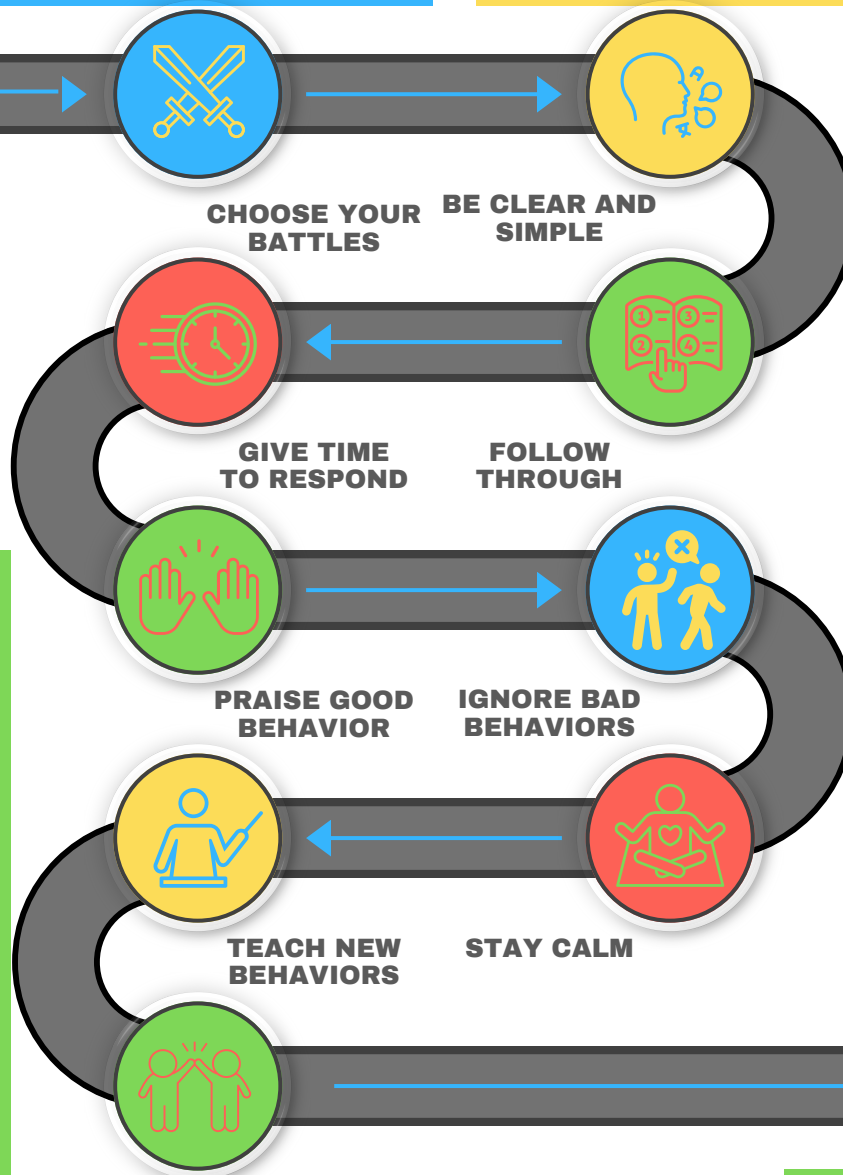 CHOOSE YOUR
BATTLES
BE CLEAR AND
SIMPLE
GIVE TIME
TO RESPOND
FOLLOW
THROUGH
PRAISE GOOD
BEHAVIOR
IGNORE BAD
BEHAVIORS
TEACH NEW
BEHAVIORS
STAY CALM